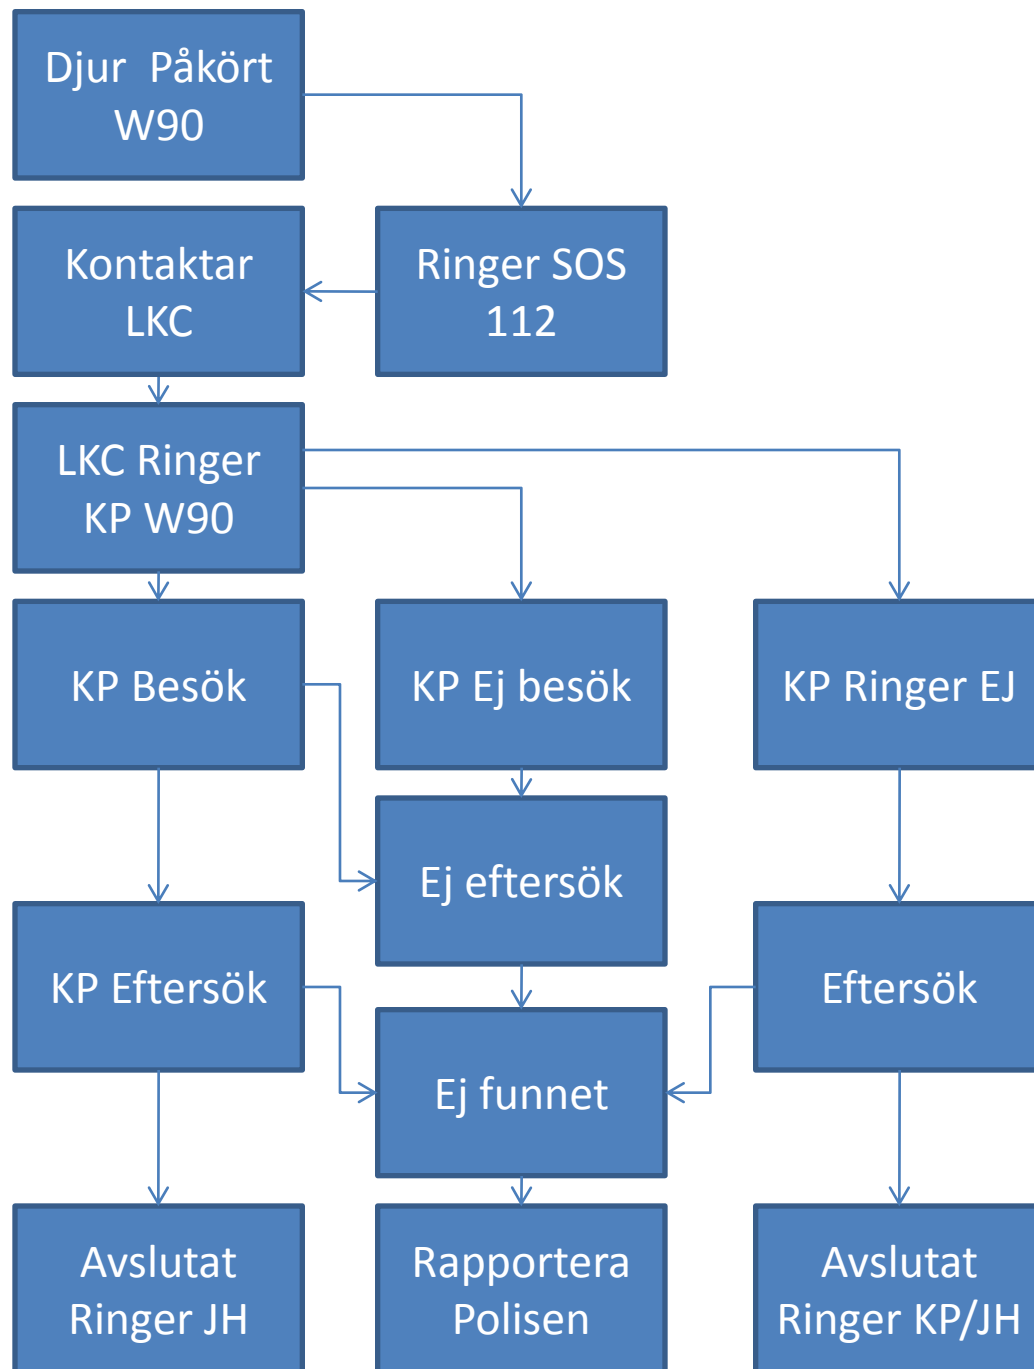 Djur  Påkört
W90
Kontaktar
LKC
Ringer SOS
112
LKC Ringer
KP W90
KP Besök
KP Ej besök
KP Ringer EJ
Ej eftersök
KP Eftersök
Eftersök
Ej funnet
Avslutat
Ringer JH
Rapportera
Polisen
Avslutat
Ringer KP/JH